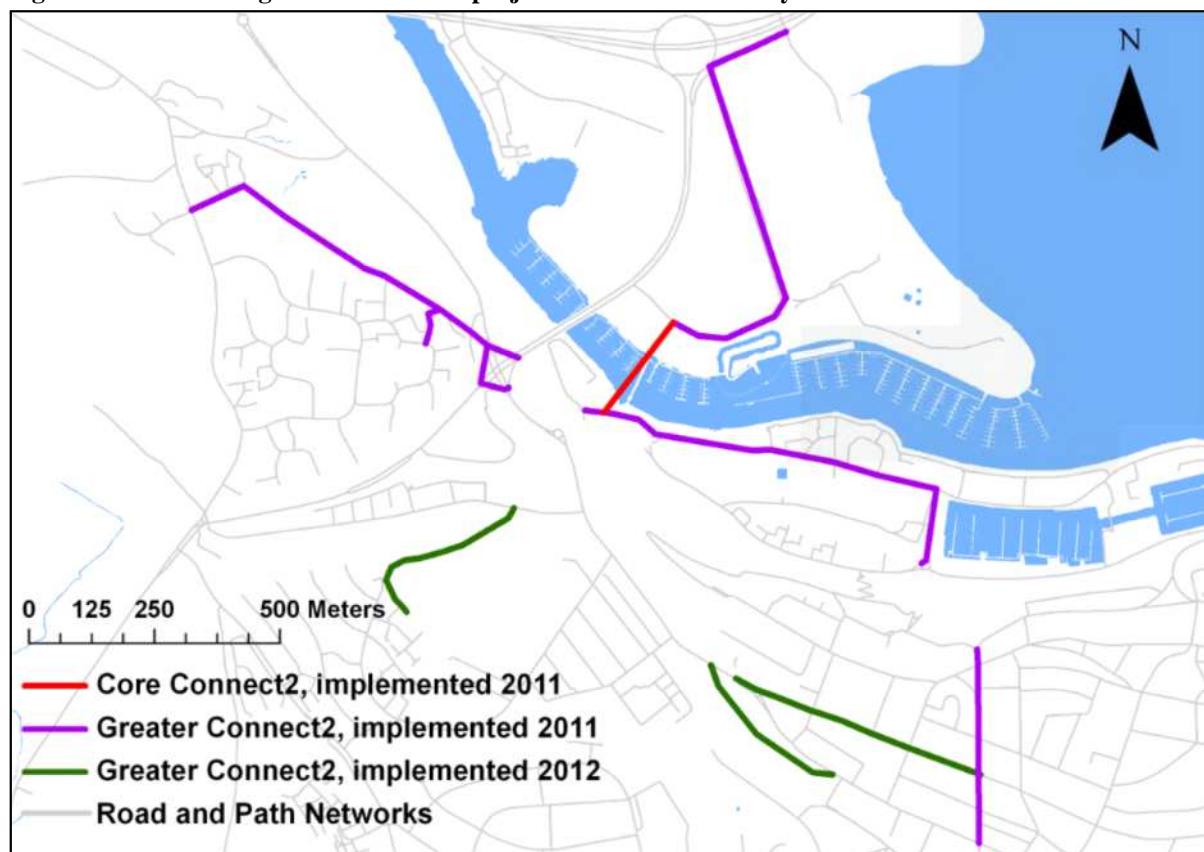 N
0 125 250 500 Meters
Core Connect2, implemented 2011
Greater Connect2, implemented 2011
Greater Connect2, implemented 2012
Road and Path Networks